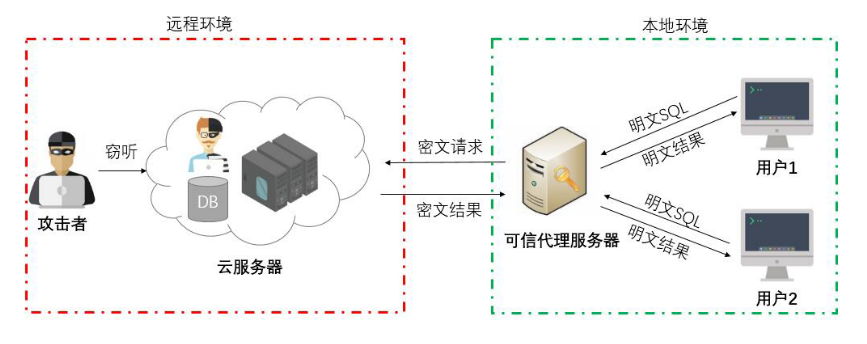 远程环境
本地环境
窃听
攻击者
DB
云服务器
密文请求
密文结果
可信代理服务器
明文SQL
明文结果
用户1
明文SQL
明文结果
用户2